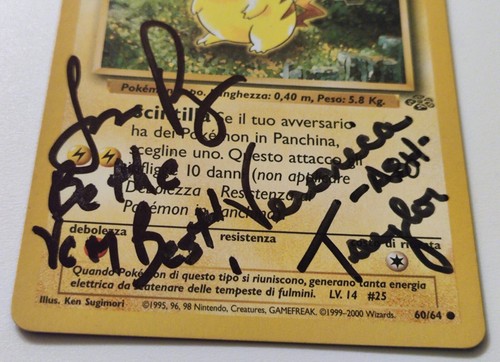 Pokémon Topo. Lunghezza: 0,40 m, Peso: 5.8 Kg.
Scintilla Se il tuo avversario
ha dei Pokémon in Panchina,
scegline uno. Questo attacco gli
infligge 10 danni (non applicare
Debolezza e Resistenza ai
Pokémon in Panchina).
debolezza resistenza costo di ritirata
Quando Pokémon di questo tipo si riuniscono, generano tanta energia
elettrica da scatenare delle tempeste di fulmini. LV. 14 #25
Illus. Ken Sugimori ©1995, 96, 98 Nintendo, Creatures, GAMEFREAK. ©1999-2000 Wizards. 60/64
Be the
Very Best!
Veronica
-ASH-
Taylor